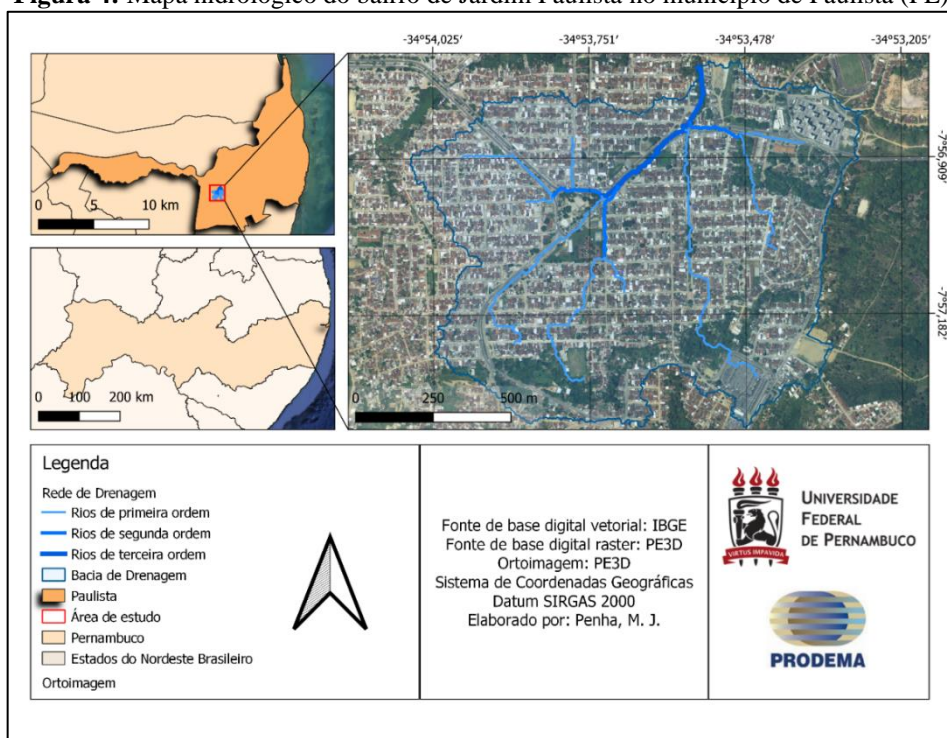 Figura 4. Mapa hidrológico do bairro de Jardim Paulista no município de Paulista (PE)
-34°54,025' -34°53,751' -34°53,478' -34°53,205'
-7°56,909'
-7°57,182'
0 5 10 km
0 100 200 km
0 250 500 m
Legenda
Rede de Drenagem
Rios de primeira ordem
Rios de segunda ordem
Rios de terceira ordem
Bacia de Drenagem
Paulista
Área de estudo
Pernambuco
Estados do Nordeste Brasileiro
Ortoimagem
Fonte de base digital vetorial: IBGE
Fonte de base digital raster: PE3D
Ortoimagem: PE3D
Sistema de Coordenadas Geográficas
Datum SIRGAS 2000
Elaborado por: Penha, M. J.
VIRTUS IMPAVIDA
UNIVERSIDADE
FEDERAL
DE PERNAMBUCO
PRODEMA